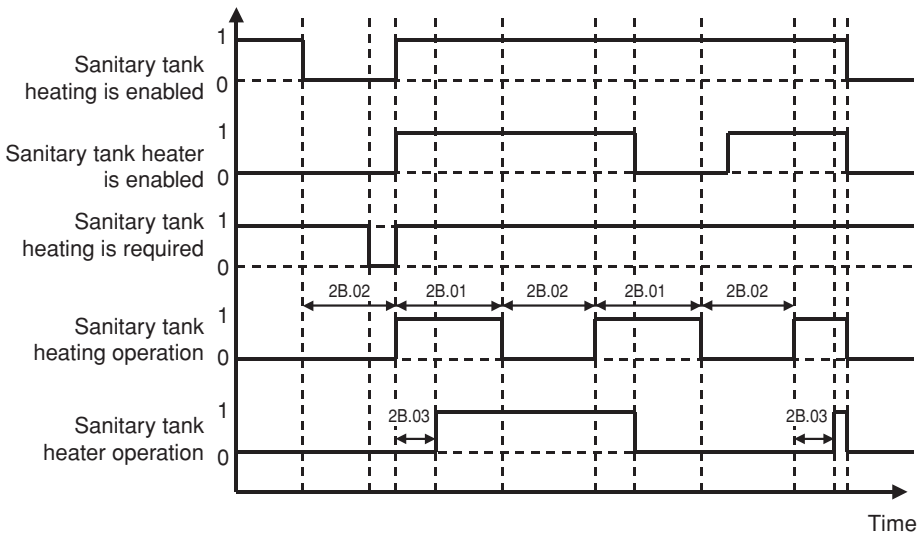 1
Sanitary tank
heating is enabled
0
1
Sanitary tank heater
is enabled
0
Sanitary tank
1
heating is required
0
2B.02 2B.01 2B.02 2B.01 2B.02
1
Sanitary tank
heating operation
0
1
2B.03 2B.03
Sanitary tank
heater operation
0
Time